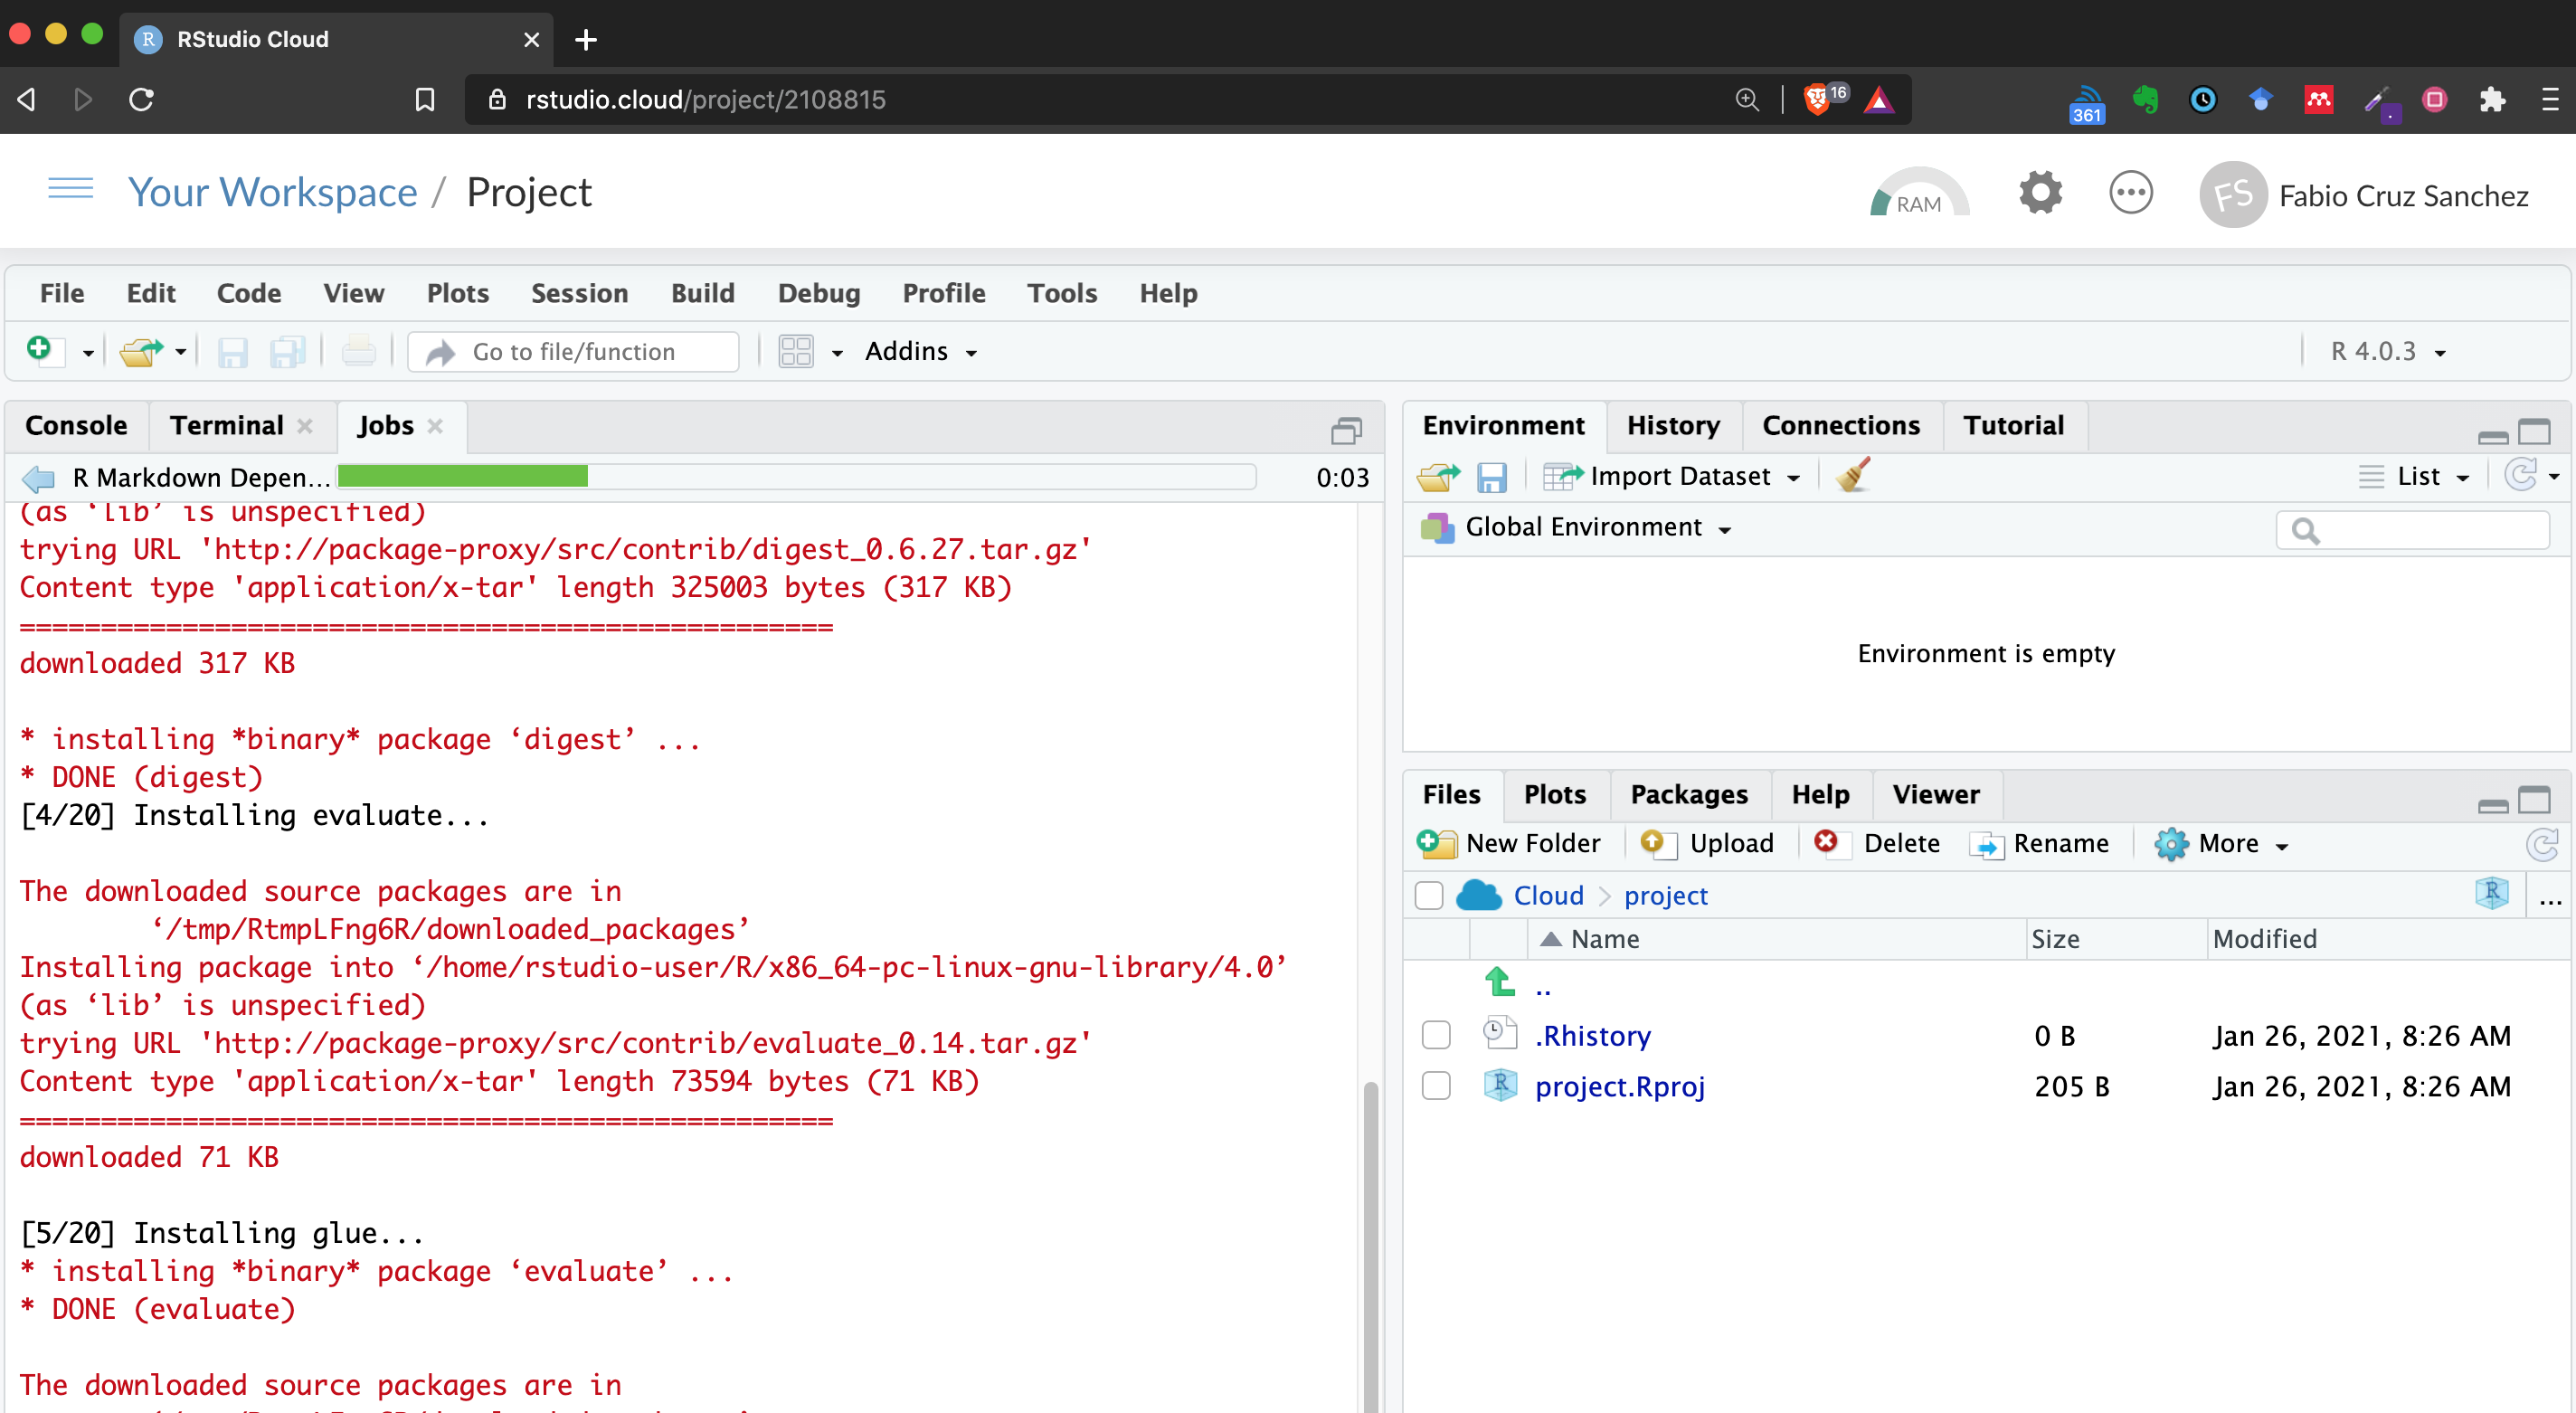 RStudio Cloud
rstudio.cloud/project/2108815
16
361
Your Workspace / Project
RAM
FS
Fabio Cruz Sanchez
File Edit Code View Plots Session Build Debug Profile Tools Help
Go to file/function
Addins
R 4.0.3
Console Terminal Jobs
R Markdown Depen... 0:03
(as ‘lib’ is unspecified)
trying URL 'http://package-proxy/src/contrib/digest_0.6.27.tar.gz'
Content type 'application/x-tar' length 325003 bytes (317 KB)
==================================================
downloaded 317 KB
* installing *binary* package ‘digest’ ...
* DONE (digest)
[4/20] Installing evaluate...
The downloaded source packages are in
‘/tmp/RtmpLFng6R/downloaded_packages’
Installing package into ‘/home/rstudio-user/R/x86_64-pc-linux-gnu-library/4.0’
(as ‘lib’ is unspecified)
trying URL 'http://package-proxy/src/contrib/evaluate_0.14.tar.gz'
Content type 'application/x-tar' length 73594 bytes (71 KB)
==================================================
downloaded 71 KB
[5/20] Installing glue...
* installing *binary* package ‘evaluate’ ...
* DONE (evaluate)
The downloaded source packages are in
Environment History Connections Tutorial
Import Dataset
List
Global Environment
Environment is empty
Files Plots Packages Help Viewer
New Folder Upload Delete Rename More
Cloud > project ...
Name Size Modified
..
.Rhistory 0 B Jan 26, 2021, 8:26 AM
project.Rproj 205 B Jan 26, 2021, 8:26 AM